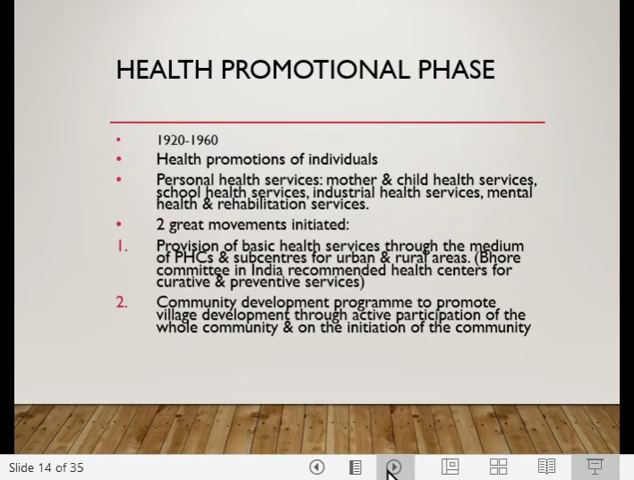 HEALTH PROMOTIONAL PHASE
• 1920-1960
• Health promotions of individuals
• Personal health services: mother & child health services,
school health services, industrial health services, mental
health & rehabilitation services.
• 2 great movements initiated:
1. Provision of basic health services through the medium
of PHCs & subcentres for urban & rural areas. (Bhore
committee in India recommended health centers for
curative & preventive services)
2. Community development programme to promote
village development through active participation of the
whole community & on the initiation of the community
Slide 14 of 35